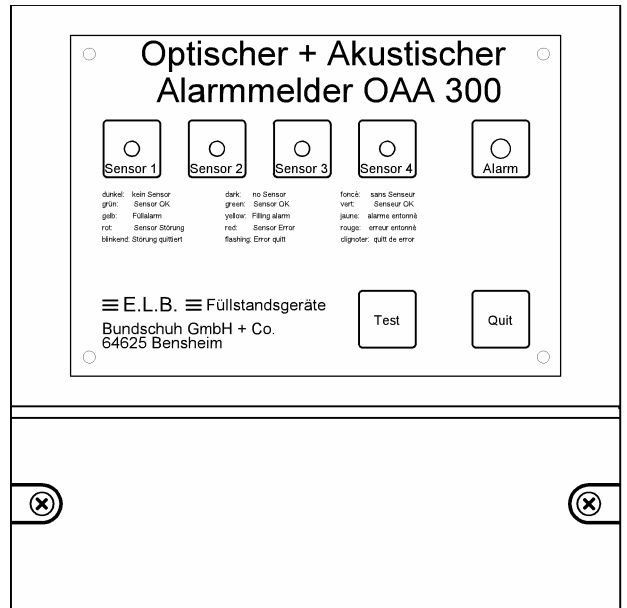 Optischer + Akustischer
Alarmmelder OAA 300
Sensor 1 Sensor 2 Sensor 3 Sensor 4 Alarm
dunkel: kein Sensor dark: no Sensor foncè: sans Senseur
grün: Sensor OK green: Sensor OK vert: Senseur OK
gelb: Füllalarm yellow: Filling alarm jaune: alarme entonnè
rot: Sensor Störung red: Sensor Error rouge: erreur entonnè
blinkend: Störung quittiert flashing: Error quitt clignoter: quitt de error
E.L.B. Füllstandsgeräte
Bundschuh GmbH + Co.
64625 Bensheim
Test Quit